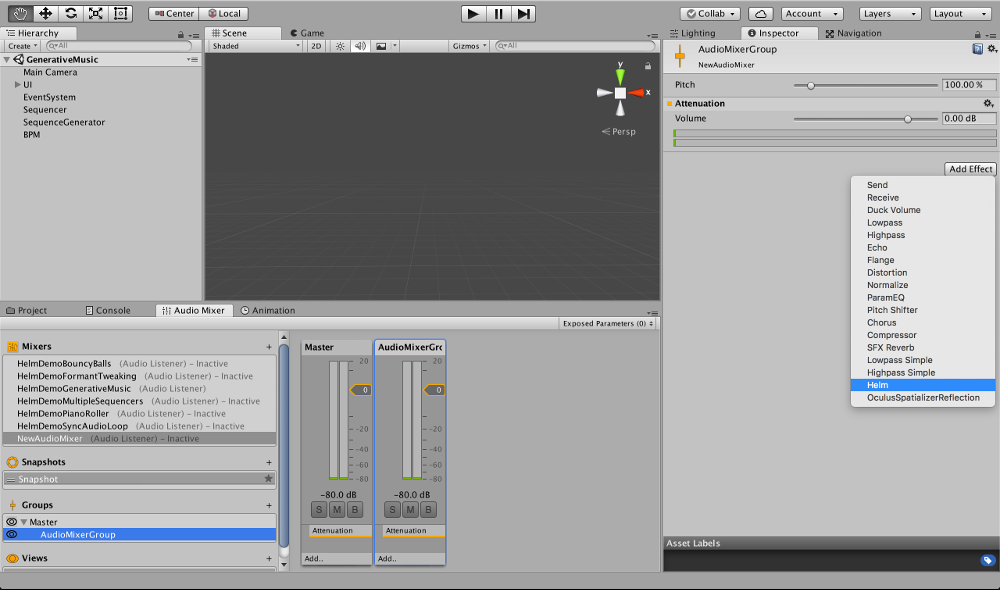 Center Local Collab Account Layers Layout
Hierarchy
Create All
GenerativeMusic
Main Camera
UI
EventSystem
Sequencer
SequenceGenerator
BPM
Scene Game
Shaded 2D Gizmos All
y
x
Persp
Lighting Inspector Navigation
AudioMixerGroup
NewAudioMixer
Pitch 100.00 %
Attenuation
Volume 0.00 dB
Add Effect
Send
Receive
Duck Volume
Lowpass
Highpass
Echo
Flange
Distortion
Normalize
ParamEQ
Pitch Shifter
Chorus
Compressor
SFX Reverb
Lowpass Simple
Highpass Simple
Helm
OculusSpatializerReflection
Project Console Audio Mixer Animation
Exposed Parameters (0)
Mixers +
HelmDemoBouncyBalls (Audio Listener) – Inactive
HelmDemoFormantTweaking (Audio Listener) – Inactive
HelmDemoGenerativeMusic (Audio Listener)
HelmDemoMultipleSequencers (Audio Listener) – Inactive
HelmDemoPianoRoller (Audio Listener) – Inactive
HelmDemoSyncAudioLoop (Audio Listener) – Inactive
NewAudioMixer (Audio Listener) – Inactive
Snapshots +
Snapshot
Groups +
Master
AudioMixerGroup
Views +
Master
20
0
-20
-40
-60
-80
-80.0 dB
S M B
Attenuation
Add..
AudioMixerGro
20
0
-20
-40
-60
-80
-80.0 dB
S M B
Attenuation
Add..
Asset Labels